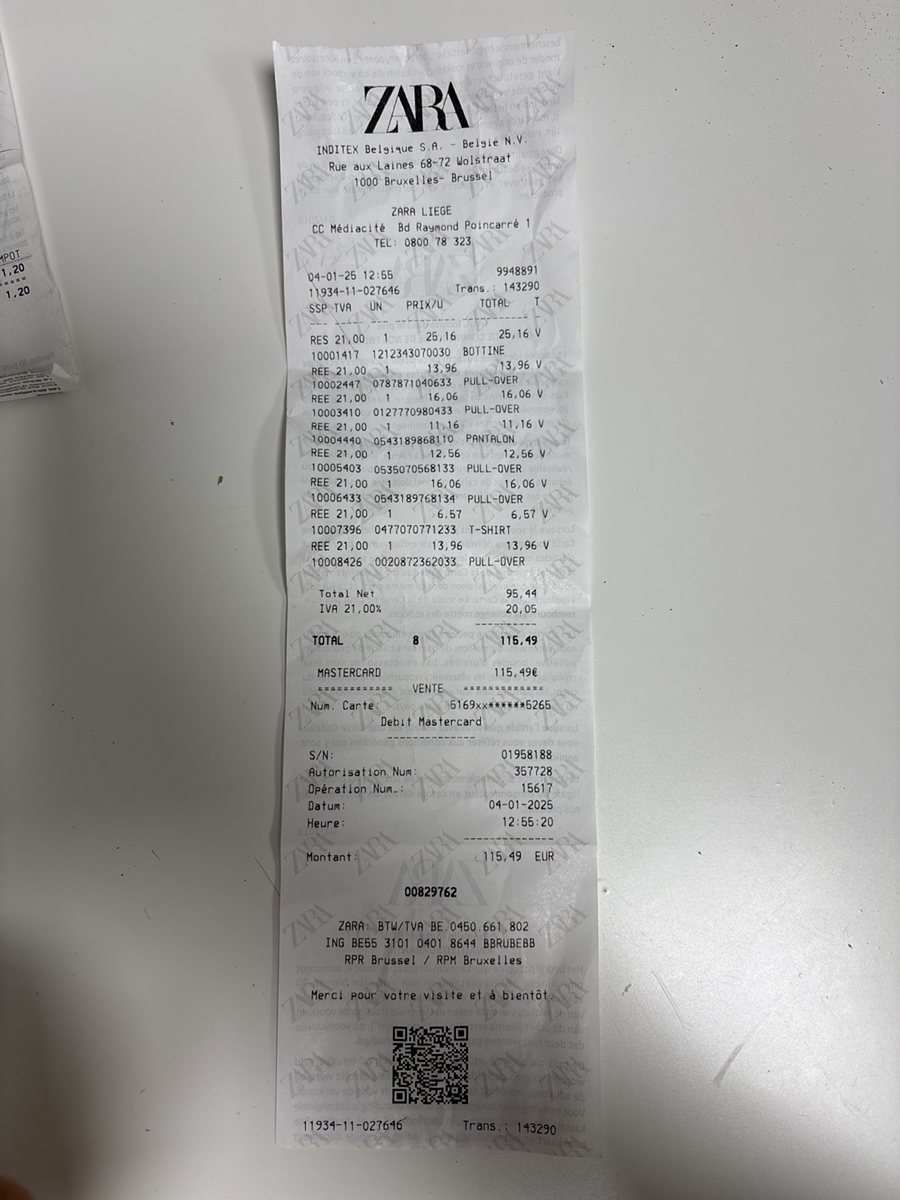 ZARA
INDITEX Belgique S.A. - Belgie N.V.
Rue aux Laines 68-72 Wolstraat
1000 Bruxelles- Brussel
ZARA LIEGE
CC Médiacité Bd Raymond Poincarré 1
TEL: 0800 78 323
04-01-25 12:55 9948891
11934-11-027646 Trans.: 143290
SSP TVA UN PRIX/U TOTAL T
RES 21,00 1 25,16 25,16 V
10001417 1212343070030 BOTTINE
REE 21,00 1 13,96 13,96 V
10002447 0787871040633 PULL-OVER
REE 21,00 1 16,06 16,06 V
10003410 0127770980433 PULL-OVER
REE 21,00 1 11,16 11,16 V
10004440 0543189868110 PANTALON
REE 21,00 1 12,56 12,56 V
10005403 0535070568133 PULL-OVER
REE 21,00 1 16,06 16,06 V
10006433 0543189768134 PULL-OVER
REE 21,00 1 6,57 6,57 V
10007396 0477070771233 T-SHIRT
REE 21,00 1 13,96 13,96 V
10008426 0020872362033 PULL-OVER
Total Net 95,44
IVA 21,00% 20,05
TOTAL 8 115,49
MASTERCARD 115,49€
============ VENTE =============
Num. Carte: 5169xx******5265
Debit Mastercard
S/N: 01958188
Autorisation Num: 357728
Opération Num.: 15617
Datum: 04-01-2025
Heure: 12:55:20
Montant: 115,49 EUR
00829762
ZARA: BTW/TVA BE 0450.661.802
ING BE55 3101 0401 8644 BBRUBEBB
RPR Brussel / RPM Bruxelles
Merci pour votre visite et à bientôt.
11934-11-027646 Trans.: 143290
MPOT
1,20
=====
1,20